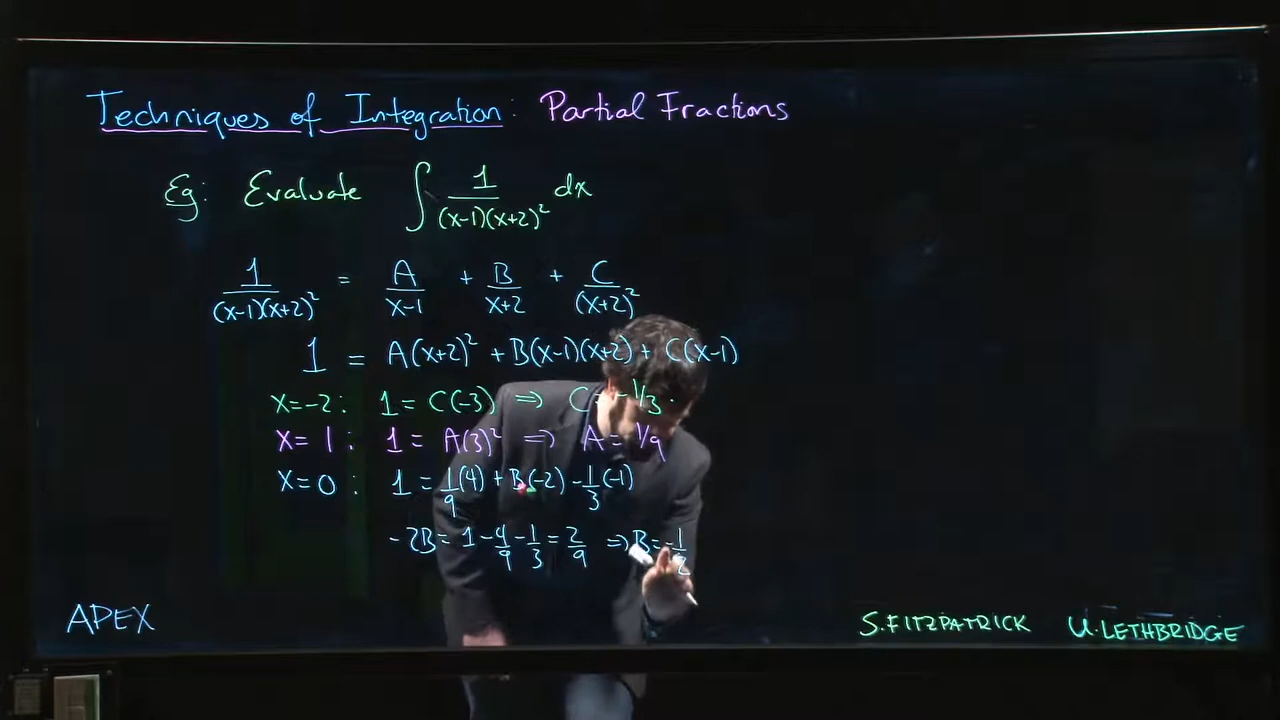 Techniques of Integration: Partial Fractions
Eg: Evaluate ∫ 1/((x-1)(x+2)²) dx
1/((x-1)(x+2)²) = A/(x-1) + B/(x+2) + C/(x+2)²
1 = A(x+2)² + B(x-1)(x+2) + C(x-1)
x=-2: 1 = C(-3) ⇒ C = -1/3.
x=1: 1 = A(3)² ⇒ A = 1/9
x=0: 1 = 1/9(4) + B(-2) - 1/3(-1)
-2B = 1 - 4/9 - 1/3 = 2/9 ⇒ B = -1/2
APEX
S.FITZPATRICK U.LETHBRIDGE